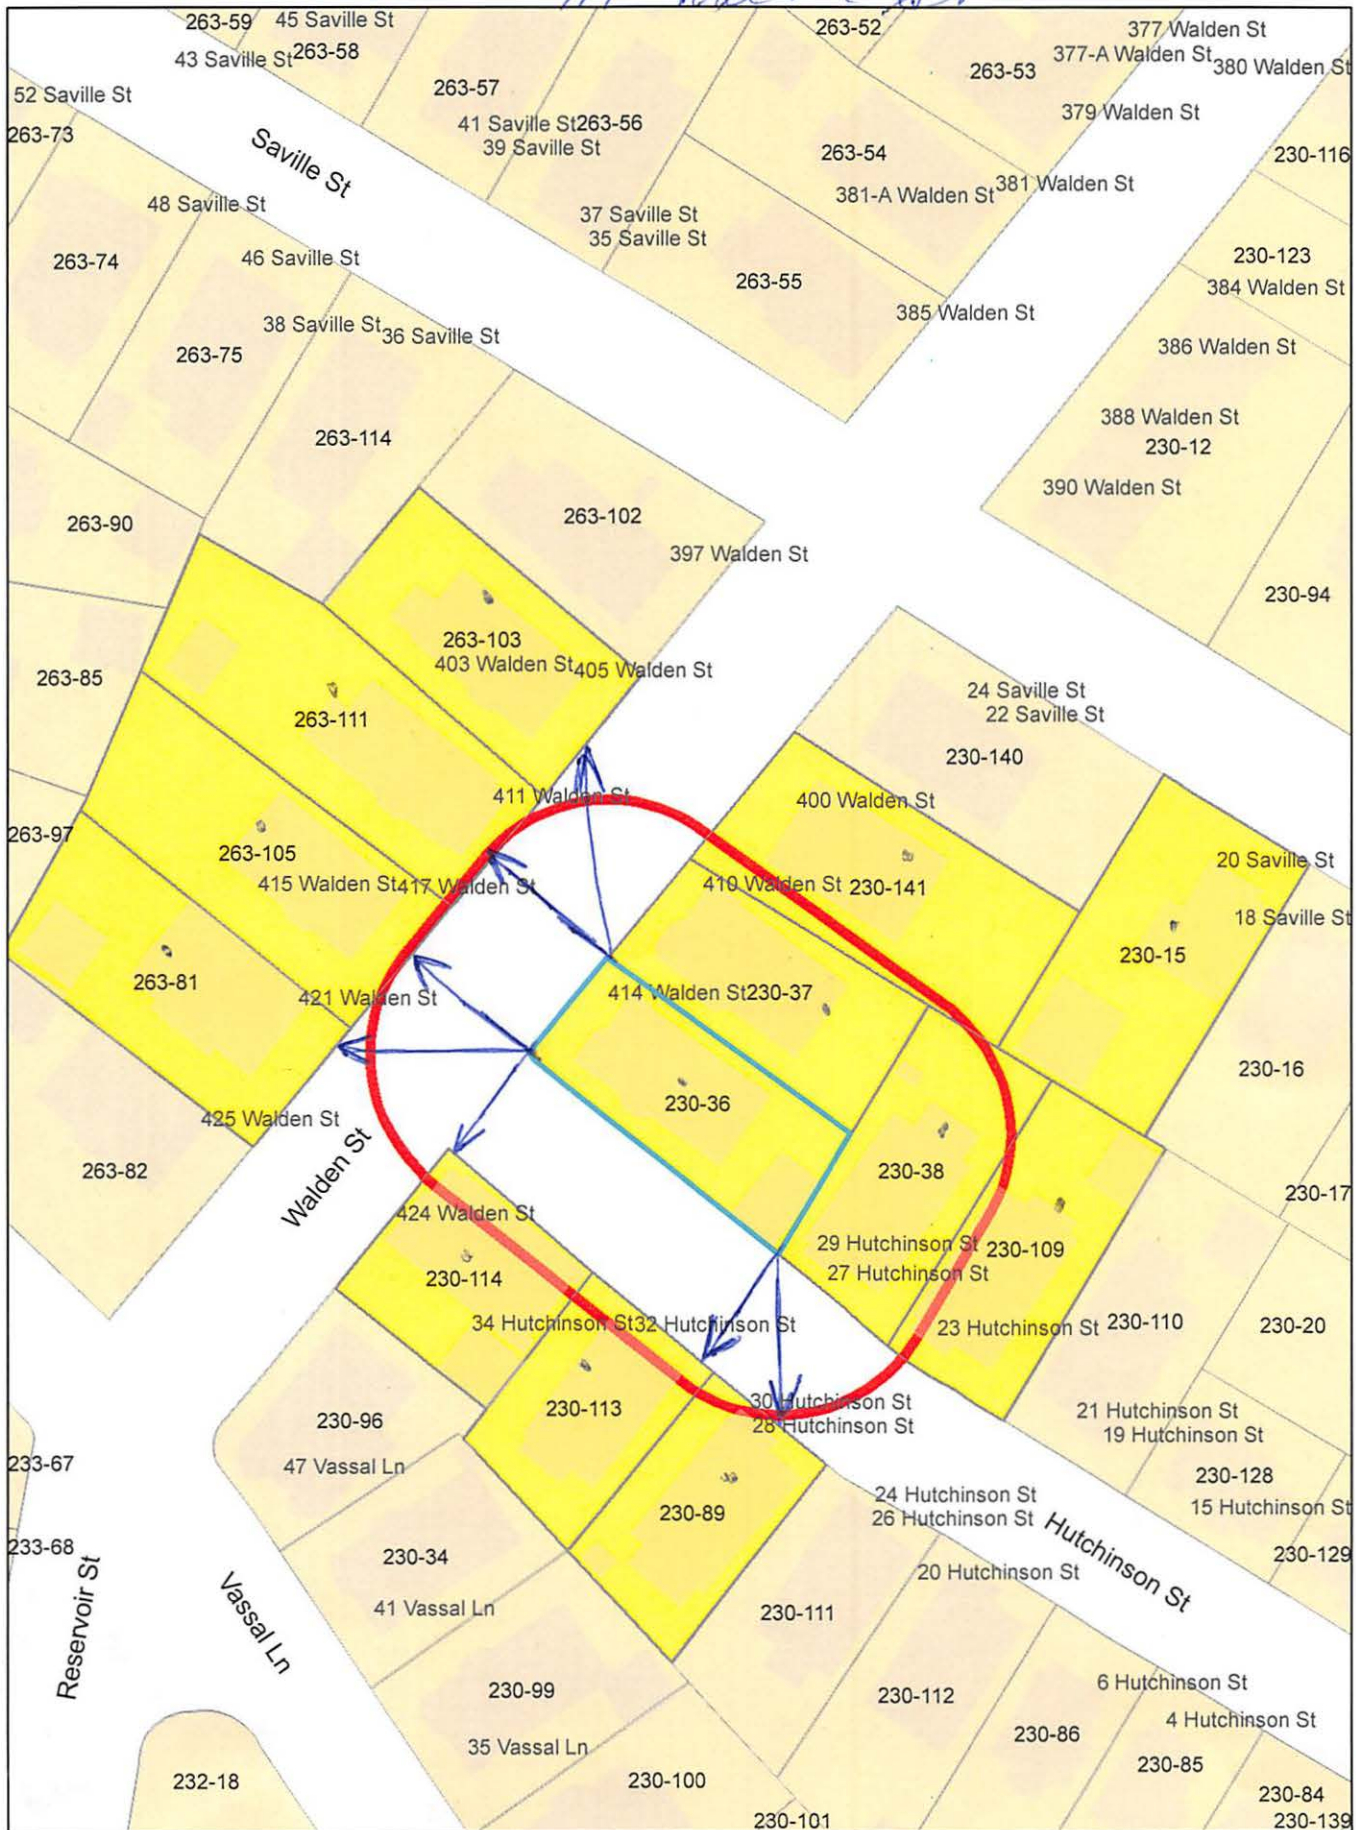 263-59
45 Saville St
263-52
377 Walden St
43 Saville St
263-58
377-A Walden St
380 Walden St
263-57
263-53
52 Saville St
41 Saville St
263-56
379 Walden St
263-73
39 Saville St
Saville St
263-54
230-116
381-A Walden St
381 Walden St
48 Saville St
37 Saville St
35 Saville St
263-74
46 Saville St
263-55
230-123
384 Walden St
385 Walden St
38 Saville St
36 Saville St
263-75
386 Walden St
263-114
388 Walden St
230-12
390 Walden St
263-90
263-102
397 Walden St
230-94
263-103
403 Walden St
405 Walden St
263-85
24 Saville St
22 Saville St
263-111
230-140
411 Walden St
400 Walden St
263-97
263-105
20 Saville St
415 Walden St
417 Walden St
410 Walden St
230-141
18 Saville St
230-15
263-81
421 Walden St
414 Walden St
230-37
230-16
230-36
425 Walden St
263-82
Walden St
230-38
230-17
424 Walden St
29 Hutchinson St
230-109
230-114
27 Hutchinson St
34 Hutchinson St
32 Hutchinson St
23 Hutchinson St
230-110
230-20
230-96
230-113
30 Hutchinson St
28 Hutchinson St
21 Hutchinson St
19 Hutchinson St
233-67
47 Vassal Ln
230-128
24 Hutchinson St
15 Hutchinson St
230-89
26 Hutchinson St
Hutchinson St
233-68
230-34
230-129
20 Hutchinson St
Reservoir St
Vassal Ln
41 Vassal Ln
230-111
230-99
230-112
6 Hutchinson St
4 Hutchinson St
35 Vassal Ln
230-86
230-85
232-18
230-100
230-84
230-101
230-139